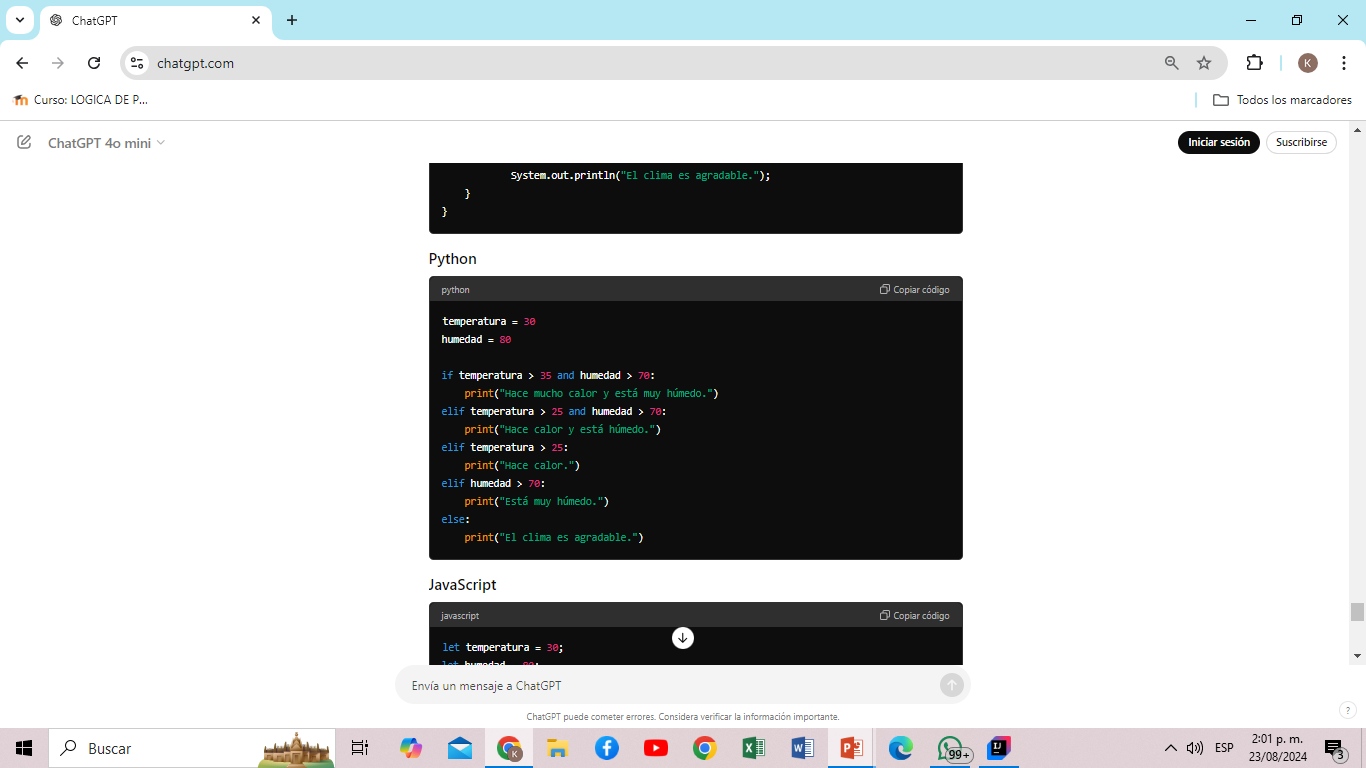 ChatGPT
chatgpt.com
K
Curso: LOGICA DE P...
Todos los marcadores
ChatGPT 4o mini
Iniciar sesión
Suscribirse
System.out.println("El clima es agradable.");
}
}
Python
python
Copiar código
temperatura = 30
humedad = 80
if temperatura > 35 and humedad > 70:
print("Hace mucho calor y está muy húmedo.")
elif temperatura > 25 and humedad > 70:
print("Hace calor y está húmedo.")
elif temperatura > 25:
print("Hace calor.")
elif humedad > 70:
print("Está muy húmedo.")
else:
print("El clima es agradable.")
JavaScript
javascript
Copiar código
let temperatura = 30;
let humedad = 80;
Envía un mensaje a ChatGPT
ChatGPT puede cometer errores. Considera verificar la información importante.
?
Buscar
K
99+
ESP
2:01 p. m.
23/08/2024
3